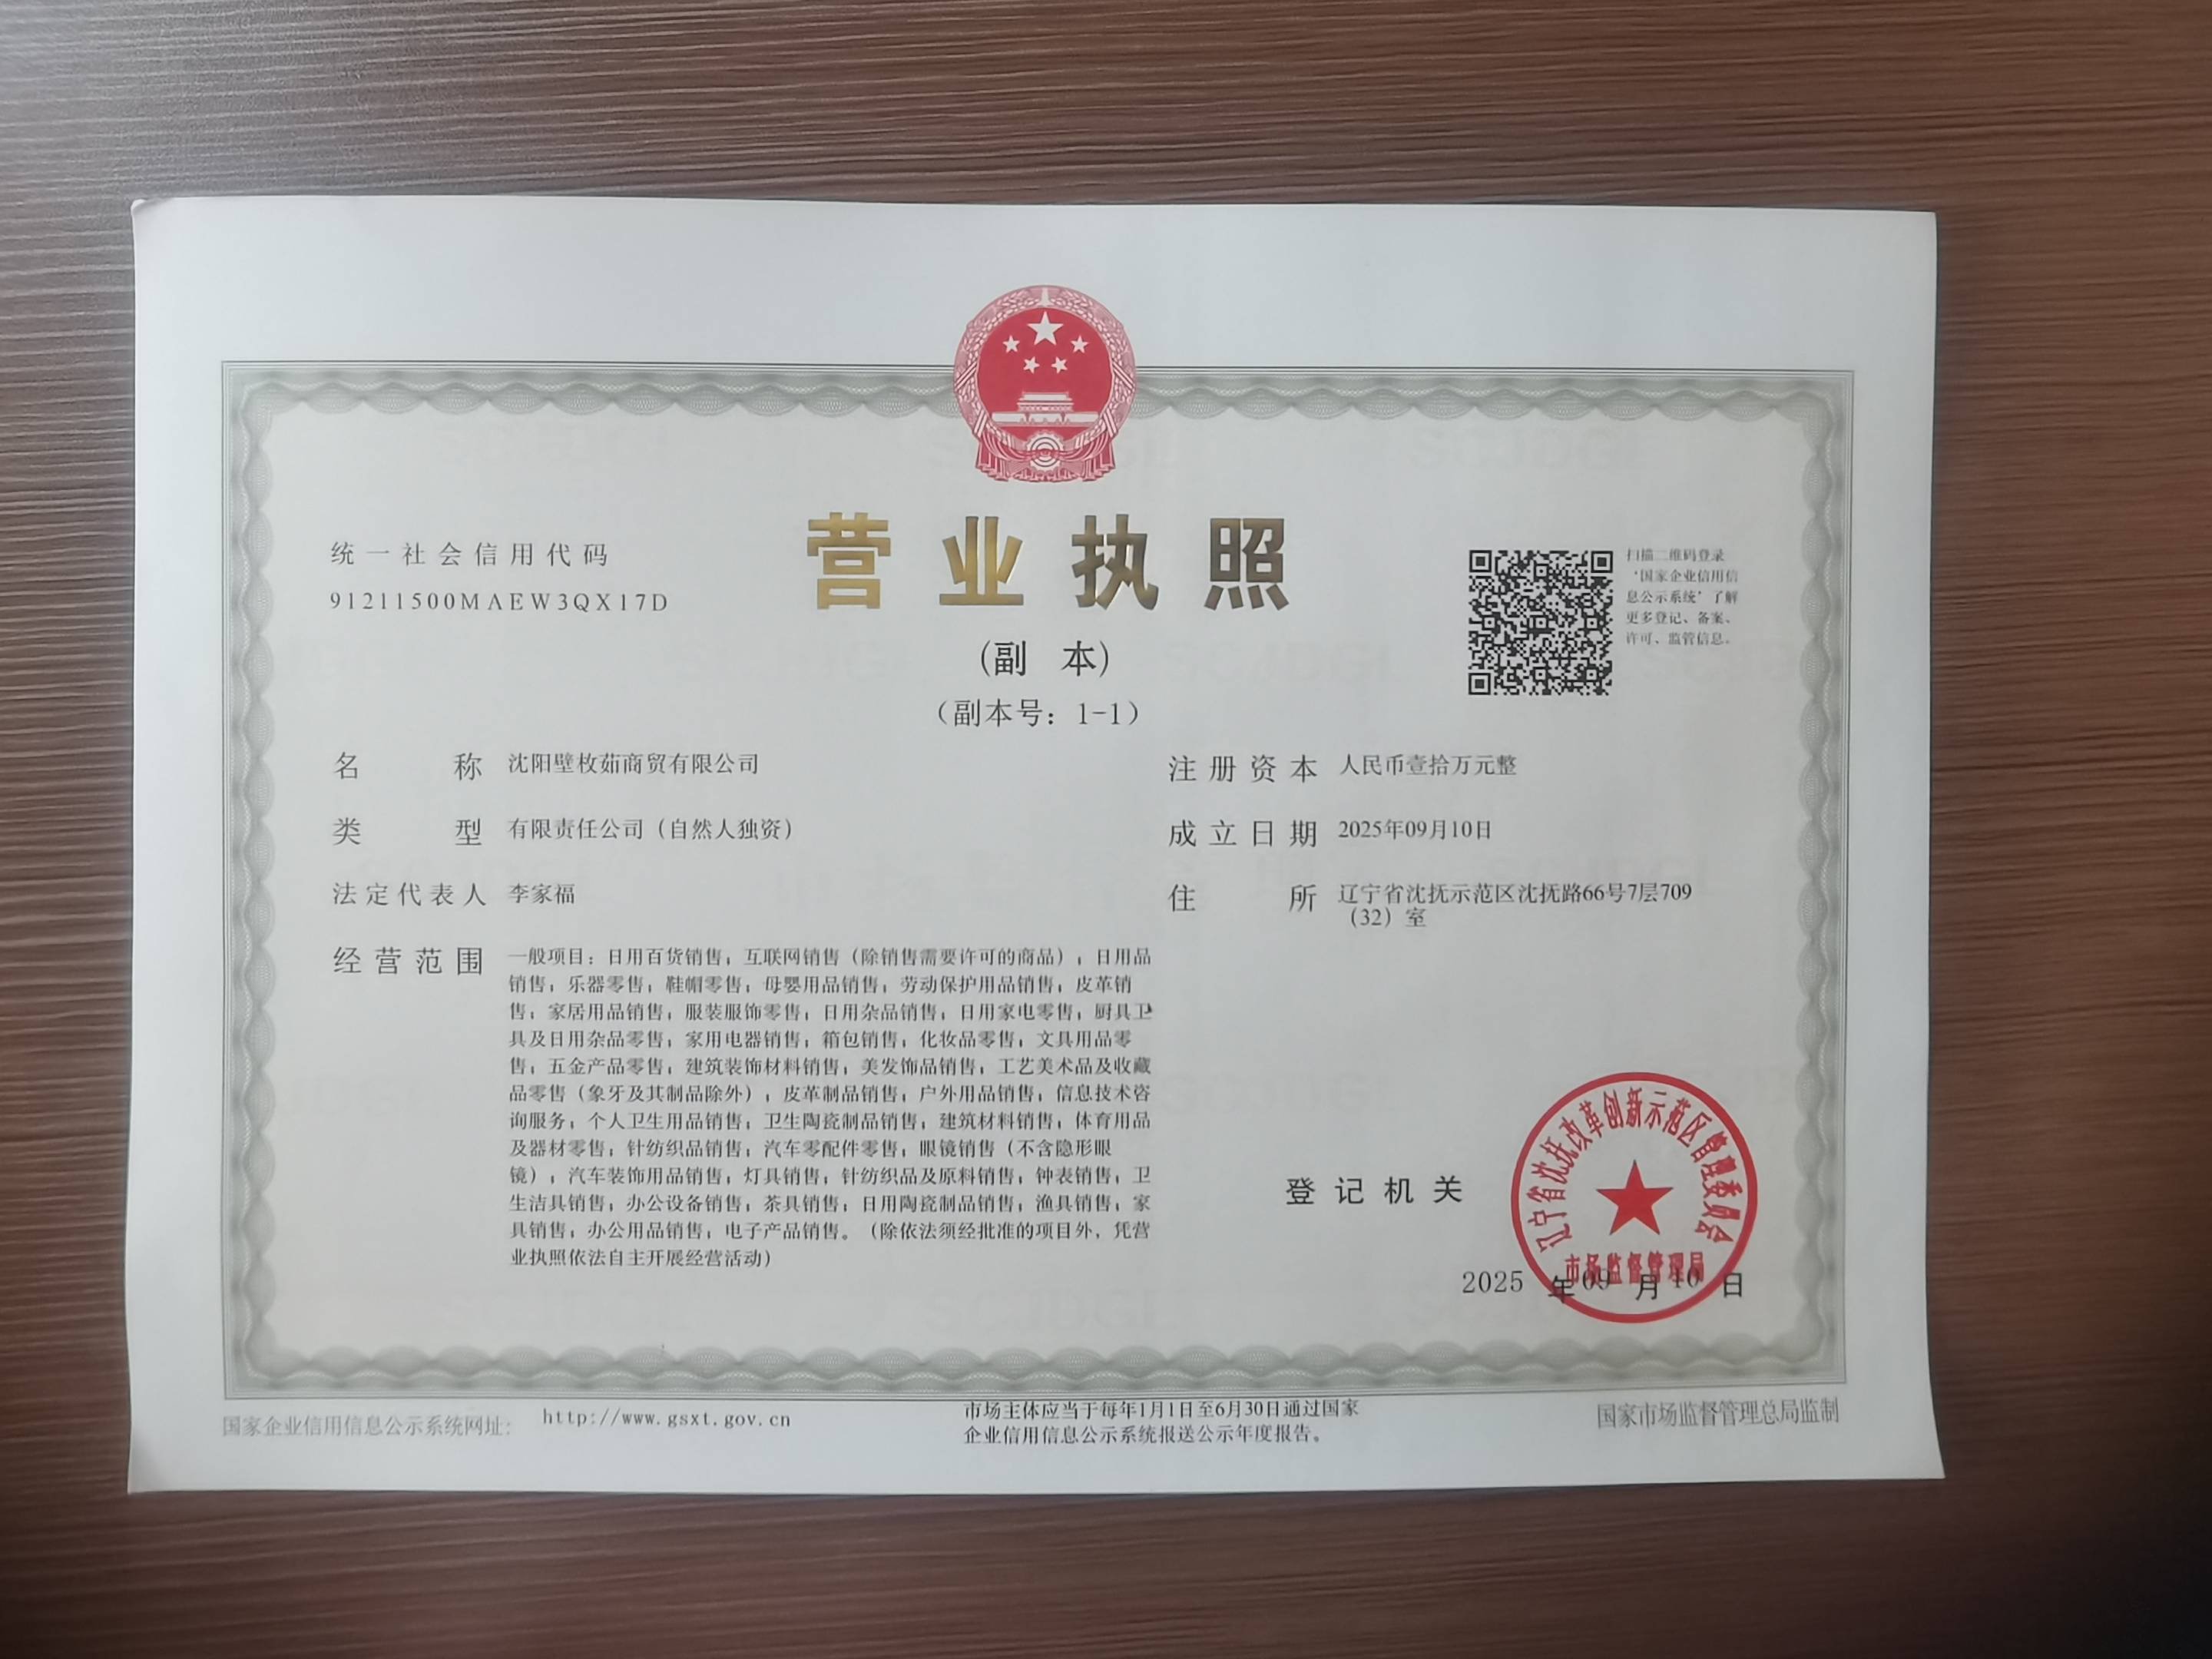 营业执照
(副 本)
（副本号：1-1）
统一社会信用代码
91211500MAEW3QX17D
扫描二维码登录
‘国家企业信用信
息公示系统’了解
更多登记、备案、
许可、监管信息。
名 称 沈阳壁枚茹商贸有限公司
类 型 有限责任公司（自然人独资）
法定代表人 李家福
经营范围 一般项目：日用百货销售；互联网销售（除销售需要许可的商品）；日用品
销售；乐器零售；鞋帽零售；母婴用品销售；劳动保护用品销售；皮革销
售；家居用品销售；服装服饰零售；日用杂品销售；日用家电零售；厨具卫
具及日用杂品零售；家用电器销售；箱包销售；化妆品零售；文具用品零
售；五金产品零售；建筑装饰材料销售；美发饰品销售；工艺美术品及收藏
品零售（象牙及其制品除外）；皮革制品销售；户外用品销售；信息技术咨
询服务；个人卫生用品销售；卫生陶瓷制品销售；建筑材料销售；体育用品
及器材零售；针纺织品销售；汽车零配件零售；眼镜销售（不含隐形眼
镜）；汽车装饰用品销售；灯具销售；针纺织品及原料销售；钟表销售；卫
生洁具销售；办公设备销售；茶具销售；日用陶瓷制品销售；渔具销售；家
具销售；办公用品销售；电子产品销售。（除依法须经批准的项目外，凭营
业执照依法自主开展经营活动）
注册资本 人民币壹拾万元整
成立日期 2025年09月10日
住 所 辽宁省沈抚示范区沈抚路66号7层709
（32）室
登记机关
辽宁省沈抚改革创新示范区管理委员会
市场监督管理局
2025 年 09 月 10 日
国家企业信用信息公示系统网址： http://www.gsxt.gov.cn
市场主体应当于每年1月1日至6月30日通过国家
企业信用信息公示系统报送公示年度报告。
国家市场监督管理总局监制